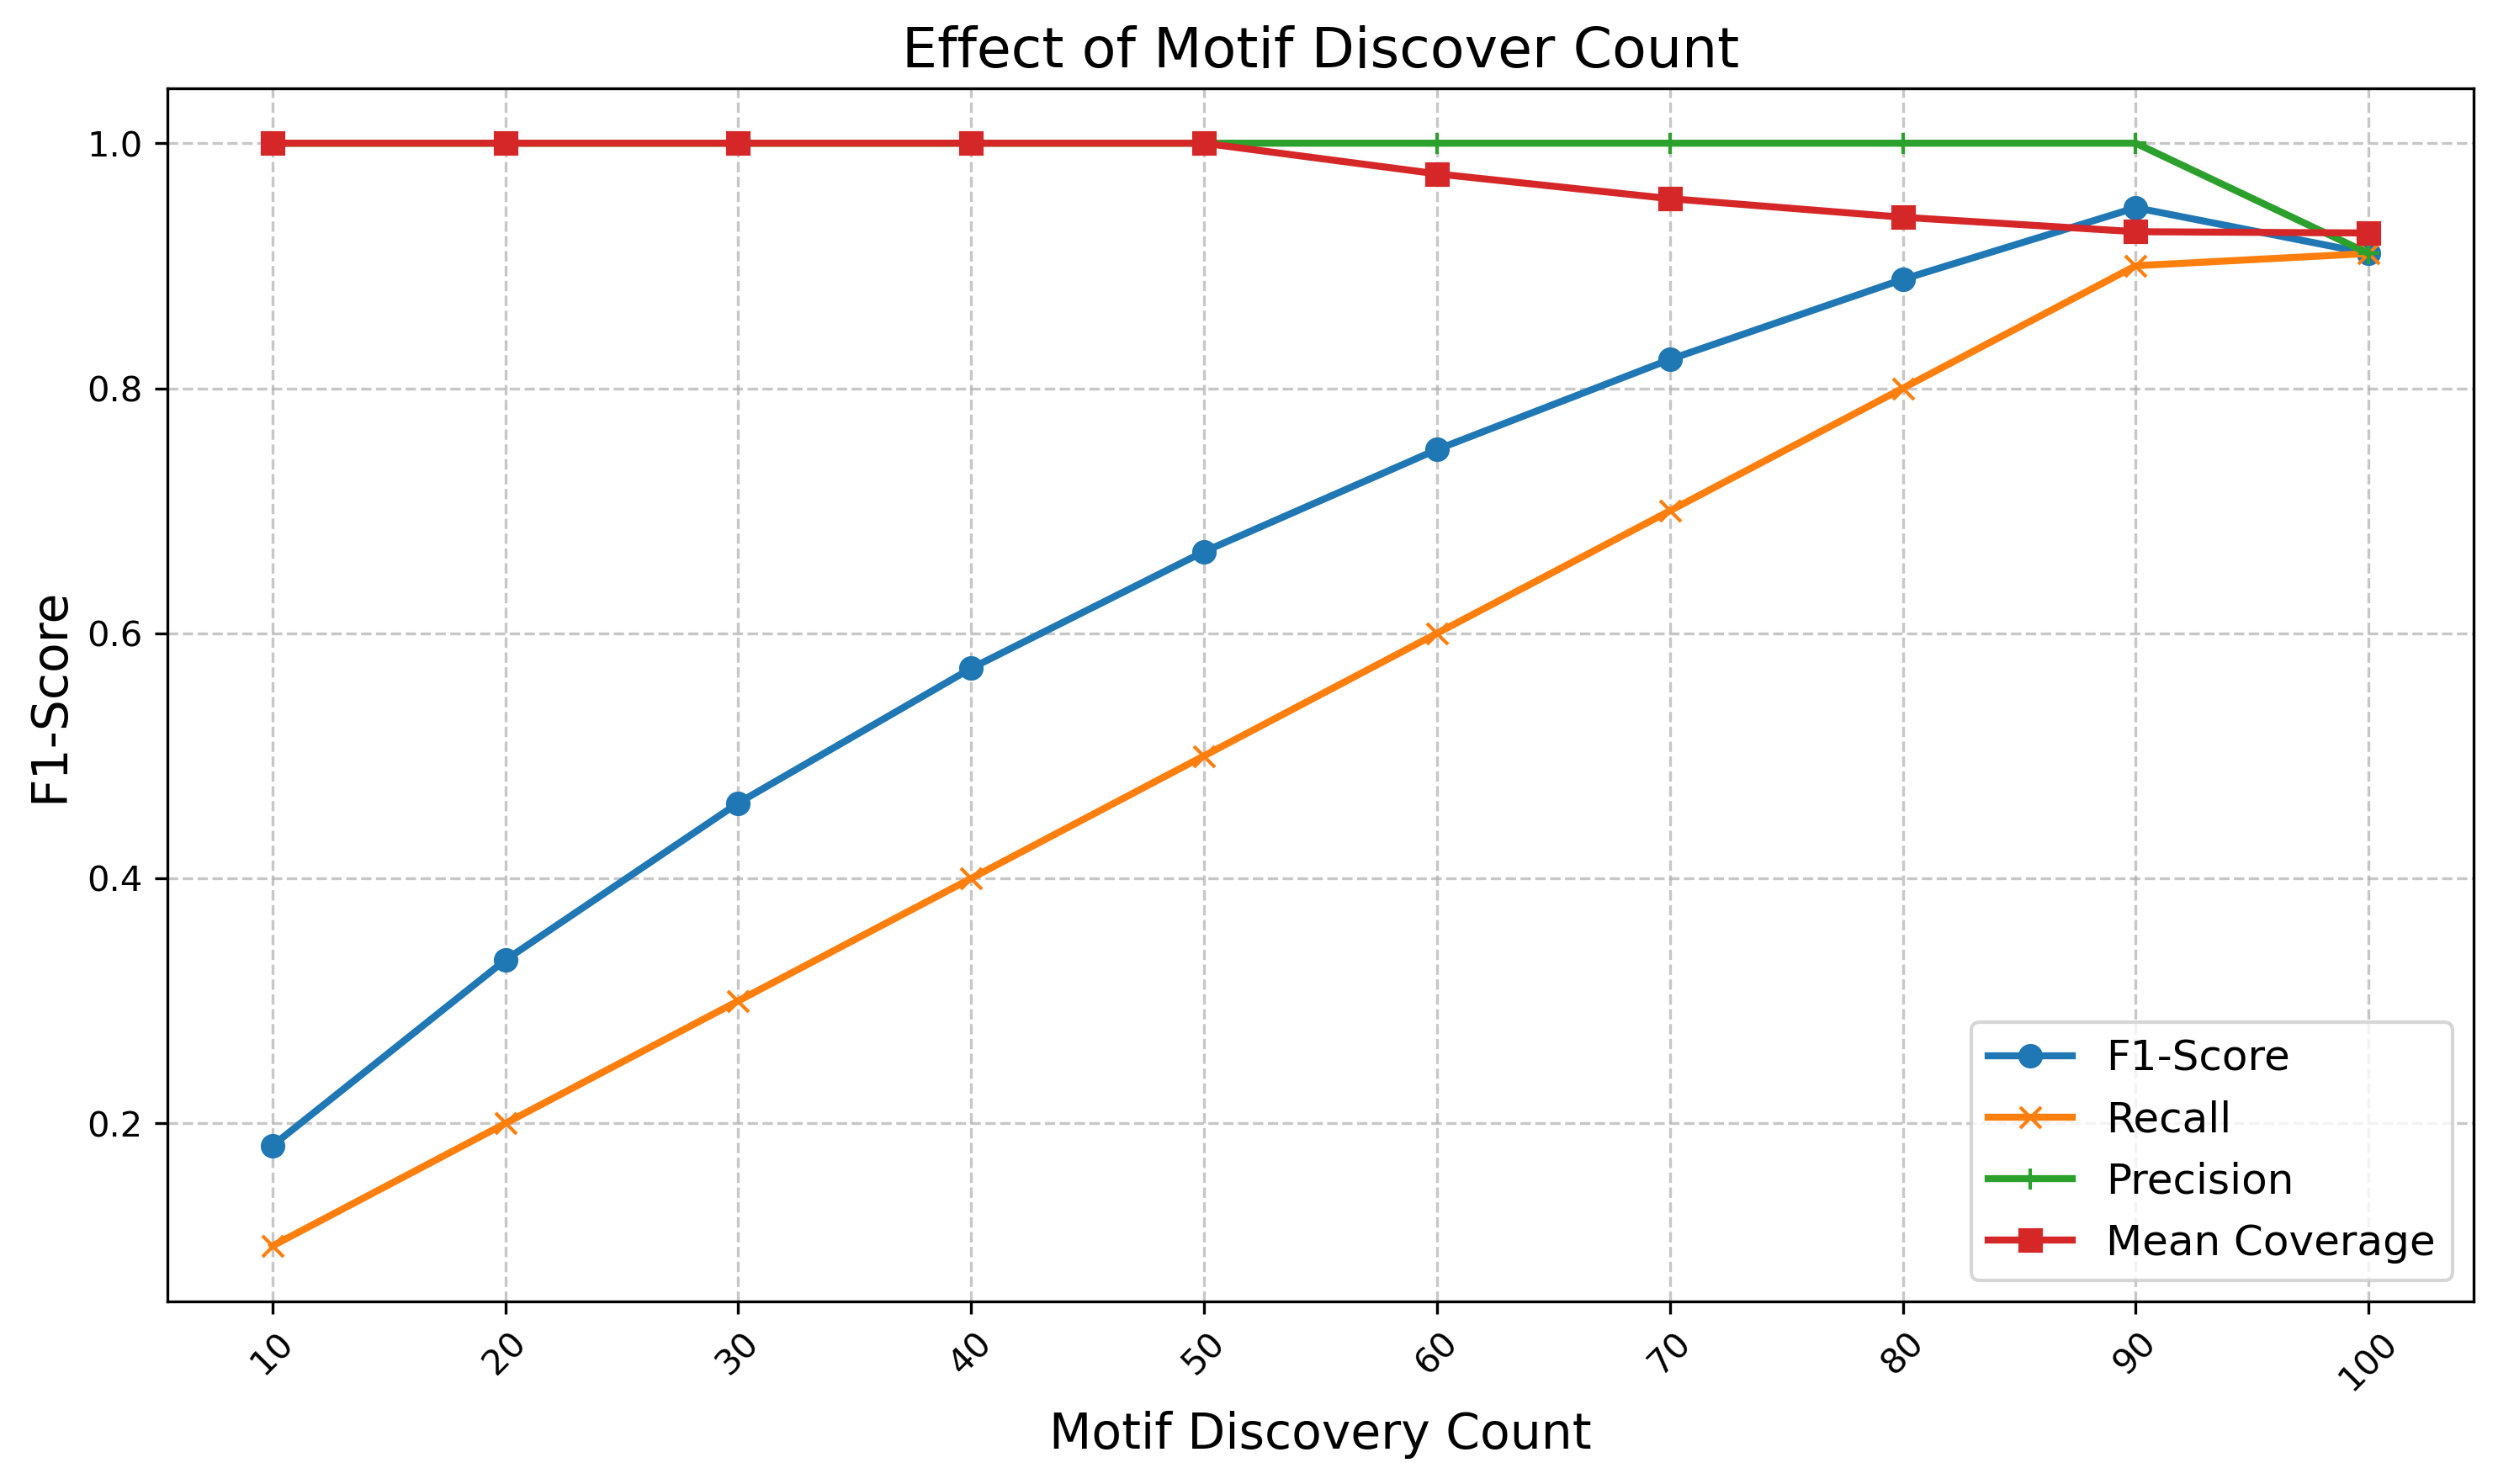 Effect of Motif Discover Count
F1-Score
1.0
0.8
0.6
0.4
0.2
10
20
30
40
50
60
70
80
90
100
Motif Discovery Count
F1-Score
Recall
Precision
Mean Coverage